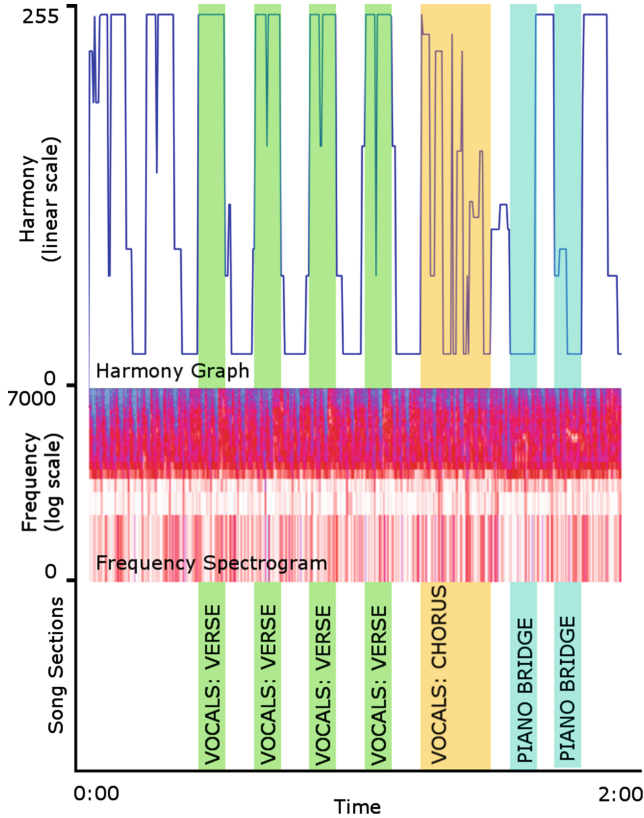 255
Harmony
(linear scale)
Harmony Graph
0
7000
Frequency
(log scale)
Frequency Spectrogram
0
Song Sections
VOCALS: VERSE
VOCALS: VERSE
VOCALS: VERSE
VOCALS: VERSE
VOCALS: CHORUS
PIANO BRIDGE
PIANO BRIDGE
0:00
Time
2:00